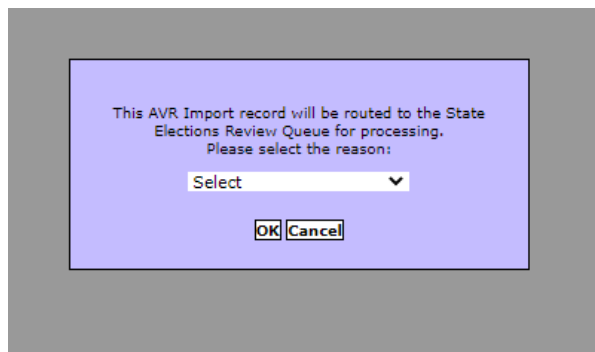 This AVR Import record will be routed to the State
Elections Review Queue for processing.
Please select the reason:
Select
OK Cancel